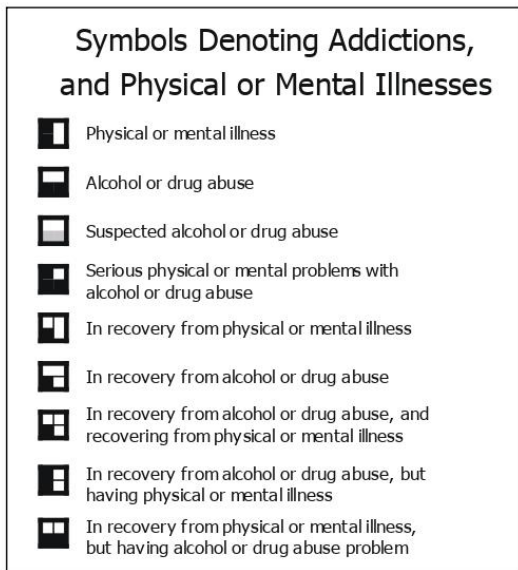 Symbols Denoting Addictions,
and Physical or Mental Illnesses
Physical or mental illness
Alcohol or drug abuse
Suspected alcohol or drug abuse
Serious physical or mental problems with
alcohol or drug abuse
In recovery from physical or mental illness
In recovery from alcohol or drug abuse
In recovery from alcohol or drug abuse, and
recovering from physical or mental illness
In recovery from alcohol or drug abuse, but
having physical or mental illness
In recovery from physical or mental illness,
but having alcohol or drug abuse problem